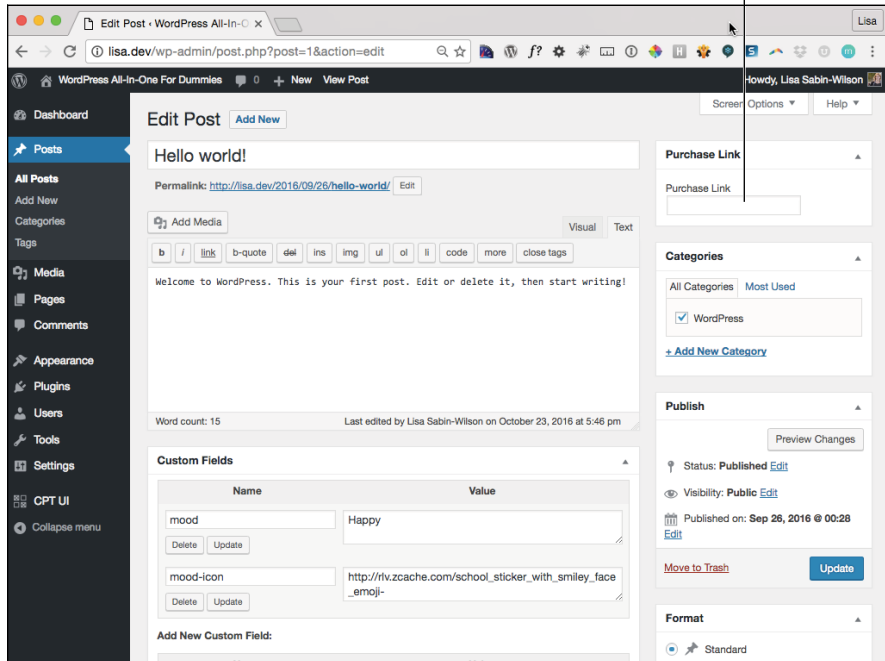 Edit Post ‹ WordPress All-In-O
Lisa
lisa.dev/wp-admin/post.php?post=1&action=edit
f?
WordPress All-In-One For Dummies 0 + New View Post
Howdy, Lisa Sabin-Wilson
Screen Options ▼ Help ▼
Dashboard
Posts
All Posts
Add New
Categories
Tags
Media
Pages
Comments
Appearance
Plugins
Users
Tools
Settings
CPT UI
Collapse menu
Edit Post Add New
Hello world!
Permalink: http://lisa.dev/2016/09/26/hello-world/ Edit
Add Media
Visual Text
b i link b-quote del ins img ul ol li code more close tags
Welcome to WordPress. This is your first post. Edit or delete it, then start writing!
Word count: 15 Last edited by Lisa Sabin-Wilson on October 23, 2016 at 5:46 pm
Custom Fields
Name Value
mood Happy
Delete Update
mood-icon http://rlv.zcache.com/school_sticker_with_smiley_face
_emoji-
Delete Update
Add New Custom Field:
Purchase Link
Purchase Link
Categories
All Categories Most Used
WordPress
+ Add New Category
Publish
Preview Changes
Status: Published Edit
Visibility: Public Edit
Published on: Sep 26, 2016 @ 00:28
Edit
Move to Trash Update
Format
Standard